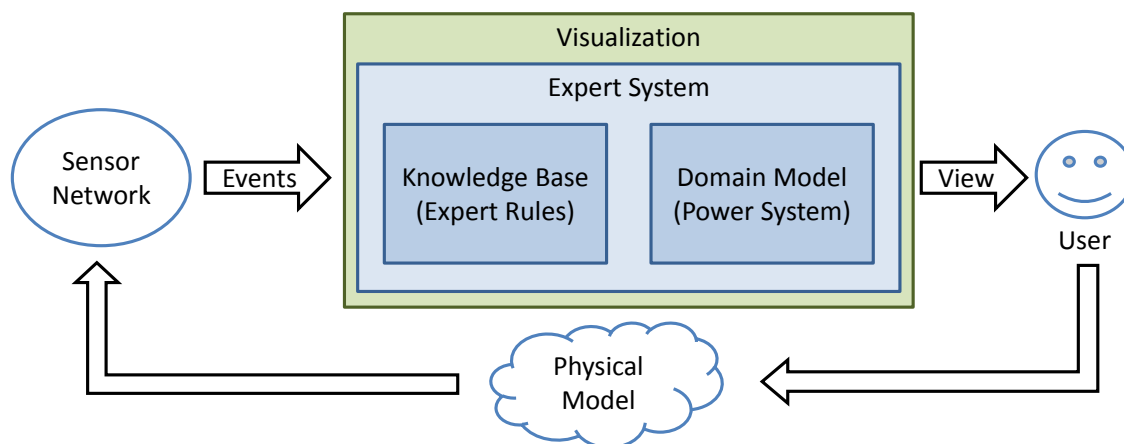 Visualization
Expert System
Sensor
Network
Events
Knowledge Base
(Expert Rules)
Domain Model
(Power System)
View
User
Physical
Model